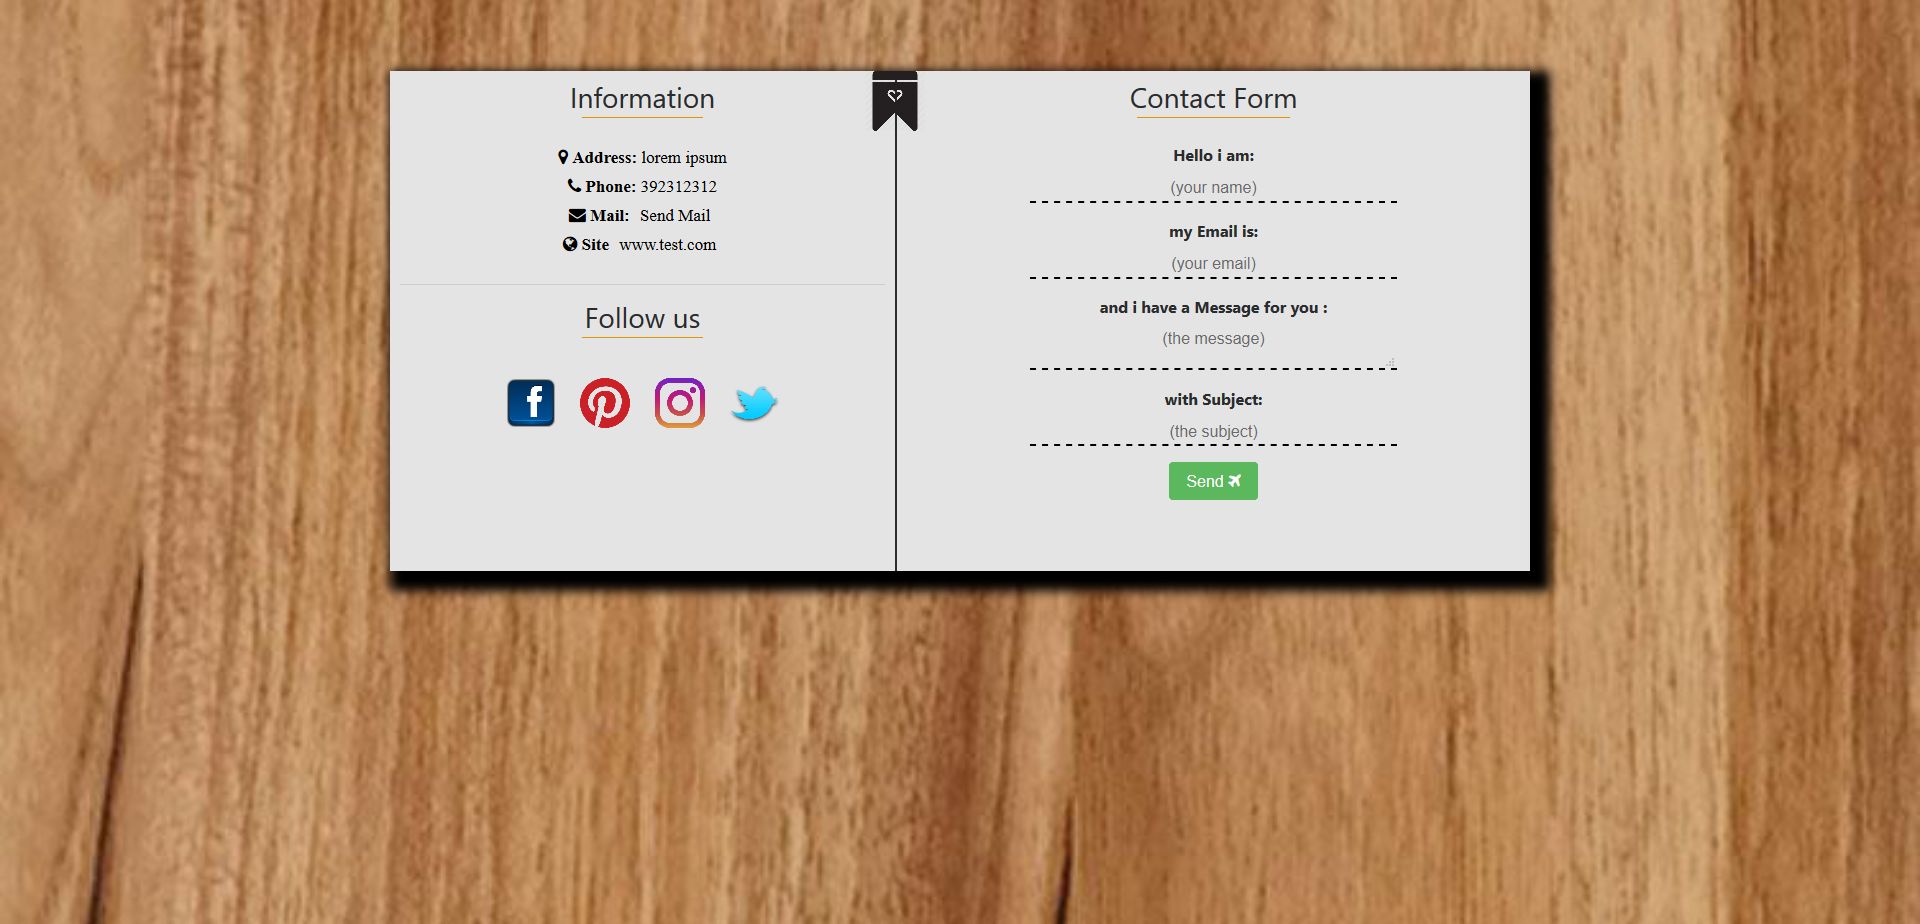 Information
Address: lorem ipsum
Phone: 392312312
Mail: Send Mail
Site www.test.com
Follow us
Contact Form
Hello i am:
(your name)
my Email is:
(your email)
and i have a Message for you :
(the message)
with Subject:
(the subject)
Send